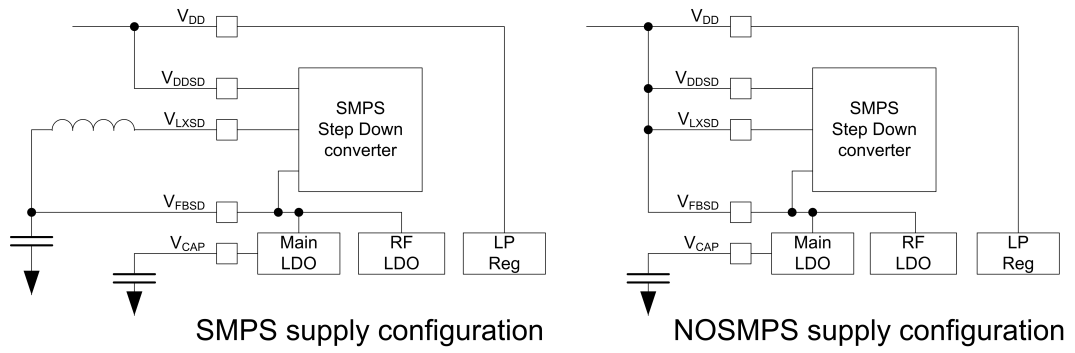 VDD
VDDSD
VLXSD
VFBSD
VCAP
SMPS
Step Down
converter
Main
LDO
RF
LDO
LP
Reg
SMPS supply configuration
VDD
VDDSD
VLXSD
VFBSD
VCAP
SMPS
Step Down
converter
Main
LDO
RF
LDO
LP
Reg
NOSMPS supply configuration